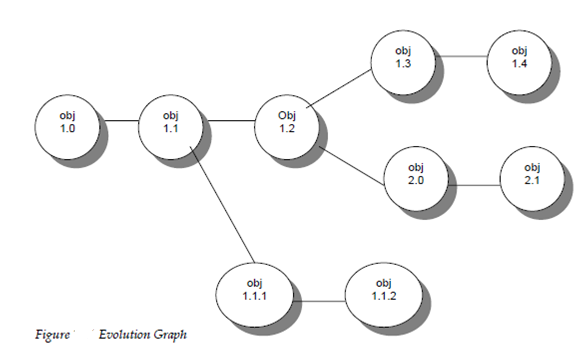 obj
1.3
obj
1.4
obj
1.0
obj
1.1
Obj
1.2
obj
2.0
obj
2.1
obj
1.1.1
obj
1.1.2
Figure Evolution Graph